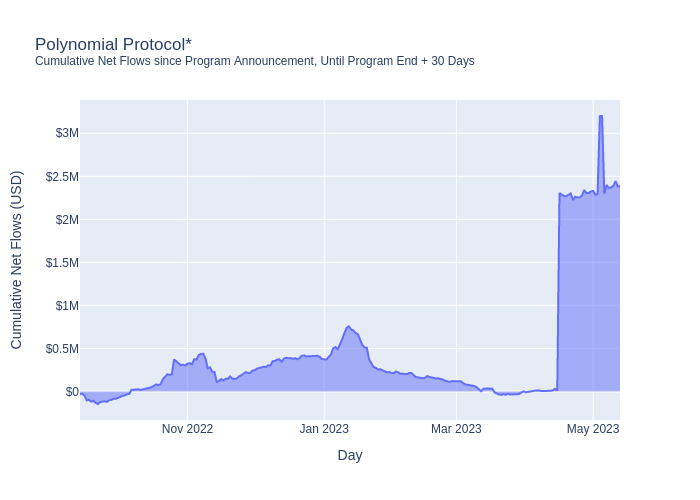 Polynomial Protocol*
Cumulative Net Flows since Program Announcement, Until Program End + 30 Days
Cumulative Net Flows (USD)
$3M
$2.5M
$2M
$1.5M
$1M
$0.5M
$0
Nov 2022
Jan 2023
Mar 2023
May 2023
Day